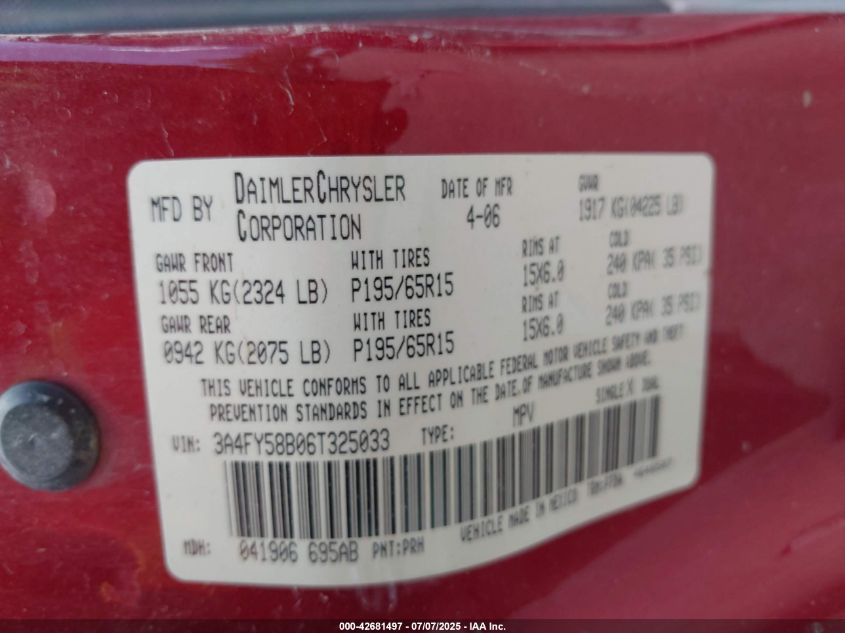 MFD BY DAIMLERCHRYSLER CORPORATION
DATE OF MFR 4-06
GVWR 1917 KG(04225 LB)
GAWR FRONT WITH TIRES RIMS AT COLD
1055 KG(2324 LB) P195/65R15 15X6.0 240 KPA( 35 PSI)
GAWR REAR WITH TIRES RIMS AT COLD
0942 KG(2075 LB) P195/65R15 15X6.0 240 KPA( 35 PSI)
THIS VEHICLE CONFORMS TO ALL APPLICABLE FEDERAL MOTOR VEHICLE SAFETY AND THEFT
PREVENTION STANDARDS IN EFFECT ON THE DATE OF MANUFACTURE SHOWN ABOVE.
VIN: 3A4FY58B06T325033 TYPE: MPV SINGLE X DUAL
MDH: 041906 695AB PNT:PRH VEHICLE MADE IN MEXICO
000-42681497 / 07/07/2025 - IAA Inc.